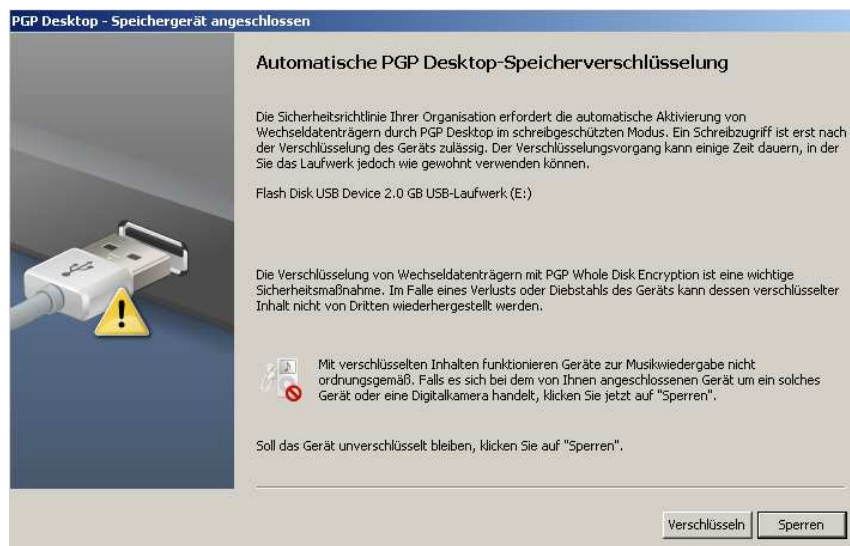 PGP Desktop - Speichergerät angeschlossen
Automatische PGP Desktop-Speicherverschlüsselung
Die Sicherheitsrichtlinie Ihrer Organisation erfordert die automatische Aktivierung von
Wechseldatenträgern durch PGP Desktop im schreibgeschützten Modus. Ein Schreibzugriff ist erst nach
der Verschlüsselung des Geräts zulässig. Der Verschlüsselungsvorgang kann einige Zeit dauern, in der
Sie das Laufwerk jedoch wie gewohnt verwenden können.
Flash Disk USB Device 2.0 GB USB-Laufwerk (E:)
Die Verschlüsselung von Wechseldatenträgern mit PGP Whole Disk Encryption ist eine wichtige
Sicherheitsmaßnahme. Im Falle eines Verlusts oder Diebstahls des Geräts kann dessen verschlüsselter
Inhalt nicht von Dritten wiederhergestellt werden.
Mit verschlüsselten Inhalten funktionieren Geräte zur Musikwiedergabe nicht
ordnungsgemäß. Falls es sich bei dem von Ihnen angeschlossenen Gerät um ein solches
Gerät oder eine Digitalkamera handelt, klicken Sie jetzt auf "Sperren".
Soll das Gerät unverschlüsselt bleiben, klicken Sie auf "Sperren".
Verschlüsseln Sperren